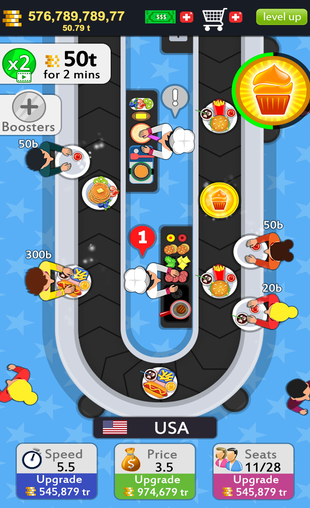 576,789,789,77
50.79 t
$
level up
x2
50t
for 2 mins
+
Boosters
!
50b
50b
300b
1
20b
USA
Speed
5.5
Price
3.5
Seats
11/28
Upgrade
545,879 tr
Upgrade
974,679 tr
Upgrade
545,879 tr